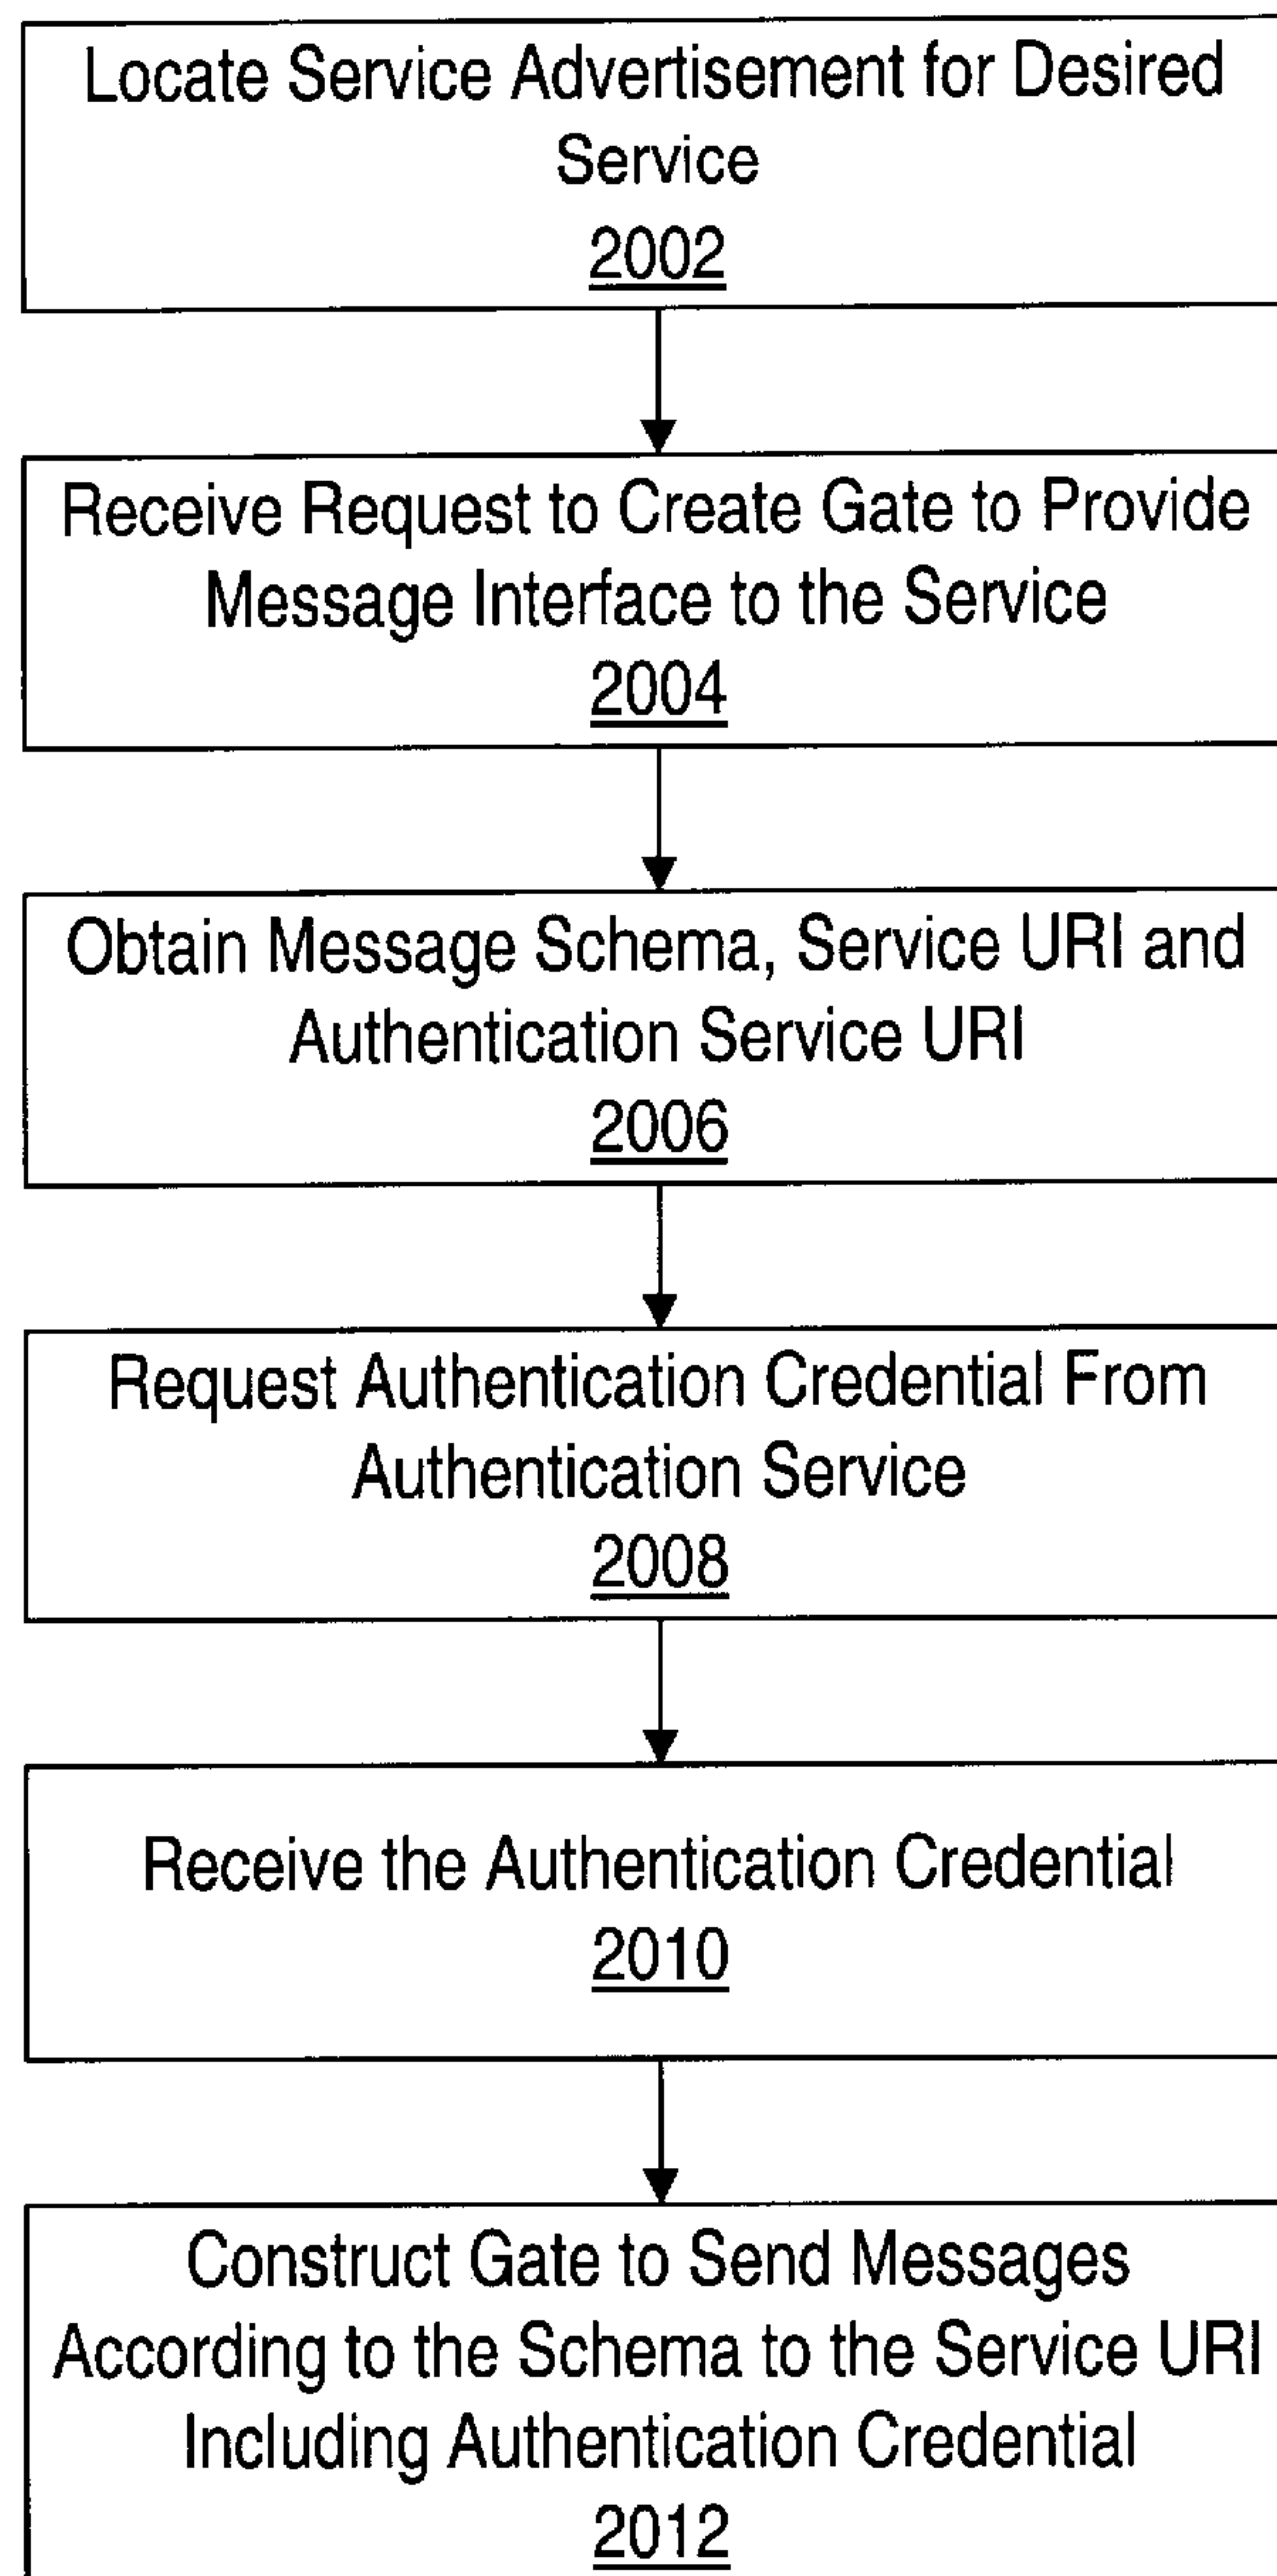 Locate Service Advertisement for Desired
Service
2002
Receive Request to Create Gate to Provide
Message Interface to the Service
2004
Obtain Message Schema, Service URI and
Authentication Service URI
2006
Request Authentication Credential From
Authentication Service
2008
Receive the Authentication Credential
2010
Construct Gate to Send Messages
According to the Schema to the Service URI
Including Authentication Credential
2012